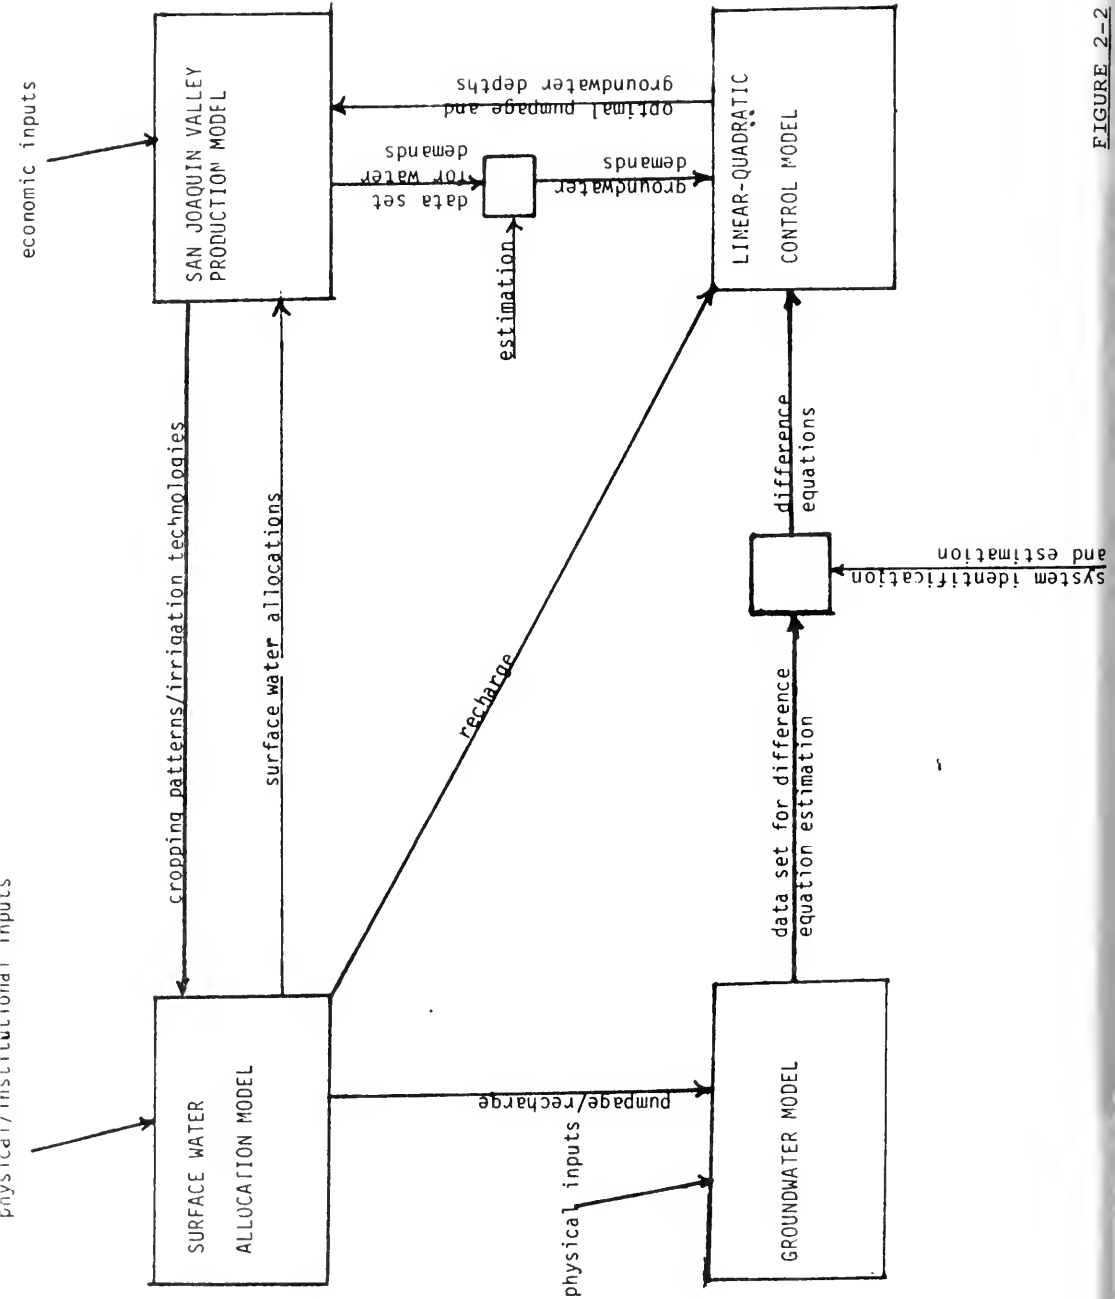 physical/institutional inputs
economic inputs
SURFACE WATER
ALLOCATION MODEL
cropping patterns/irrigation technologies
surface water allocations
SAN JOAQUIN VALLEY
PRODUCTION MODEL
pumpage/recharge
recharge
estimation
data set
for water
demands
groundwater
demands
optimal pumpage and
groundwater depths
physical inputs
GROUNDWATER MODEL
data set for difference
equation estimation
system identification
and estimation
difference
equations
LINEAR-QUADRATIC
CONTROL MODEL
FIGURE 2-2